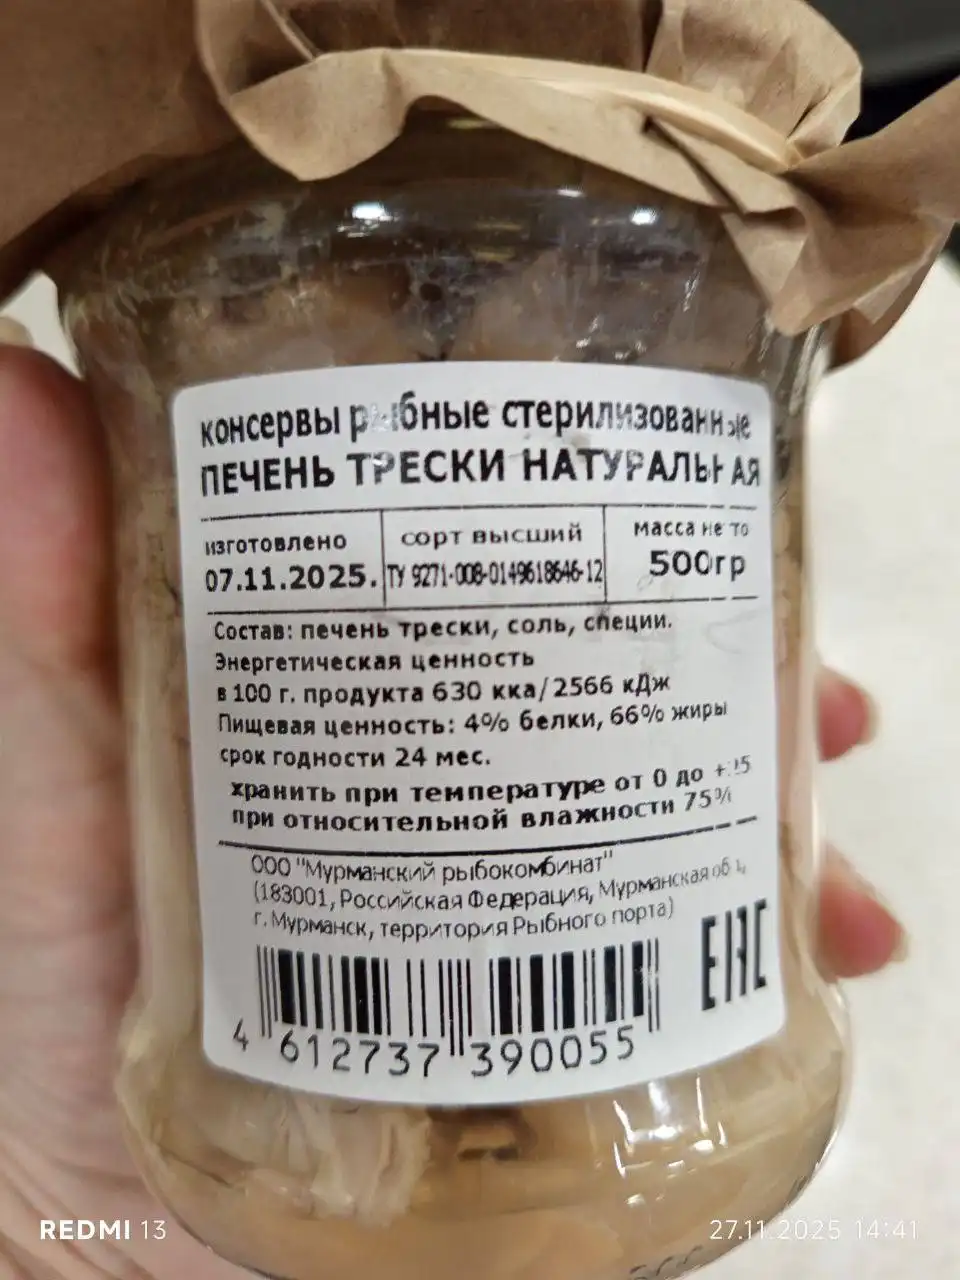 консервы рыбные стерилизованные
ПЕЧЕНЬ ТРЕСКИ НАТУРАЛЬНАЯ
изготовлено
07.11.2025.
сорт высший
ТУ 9271-008-0149618646-12
масса нетто
500гр
Состав: печень трески, соль, специи.
Энергетическая ценность
в 100 г. продукта 630 кка/2566 кДж
Пищевая ценность: 4% белки, 66% жиры
срок годности 24 мес.
хранить при температуре от 0 до
при относительной влажности 75%
ООО "Мурманский рыбокомбинат"
(183001, Российская Федерация, Мурманская обл,
г. Мурманск, территория Рыбного порта)
EAC
4 612737 390055
REDMI 13
27.11.2025 14:41